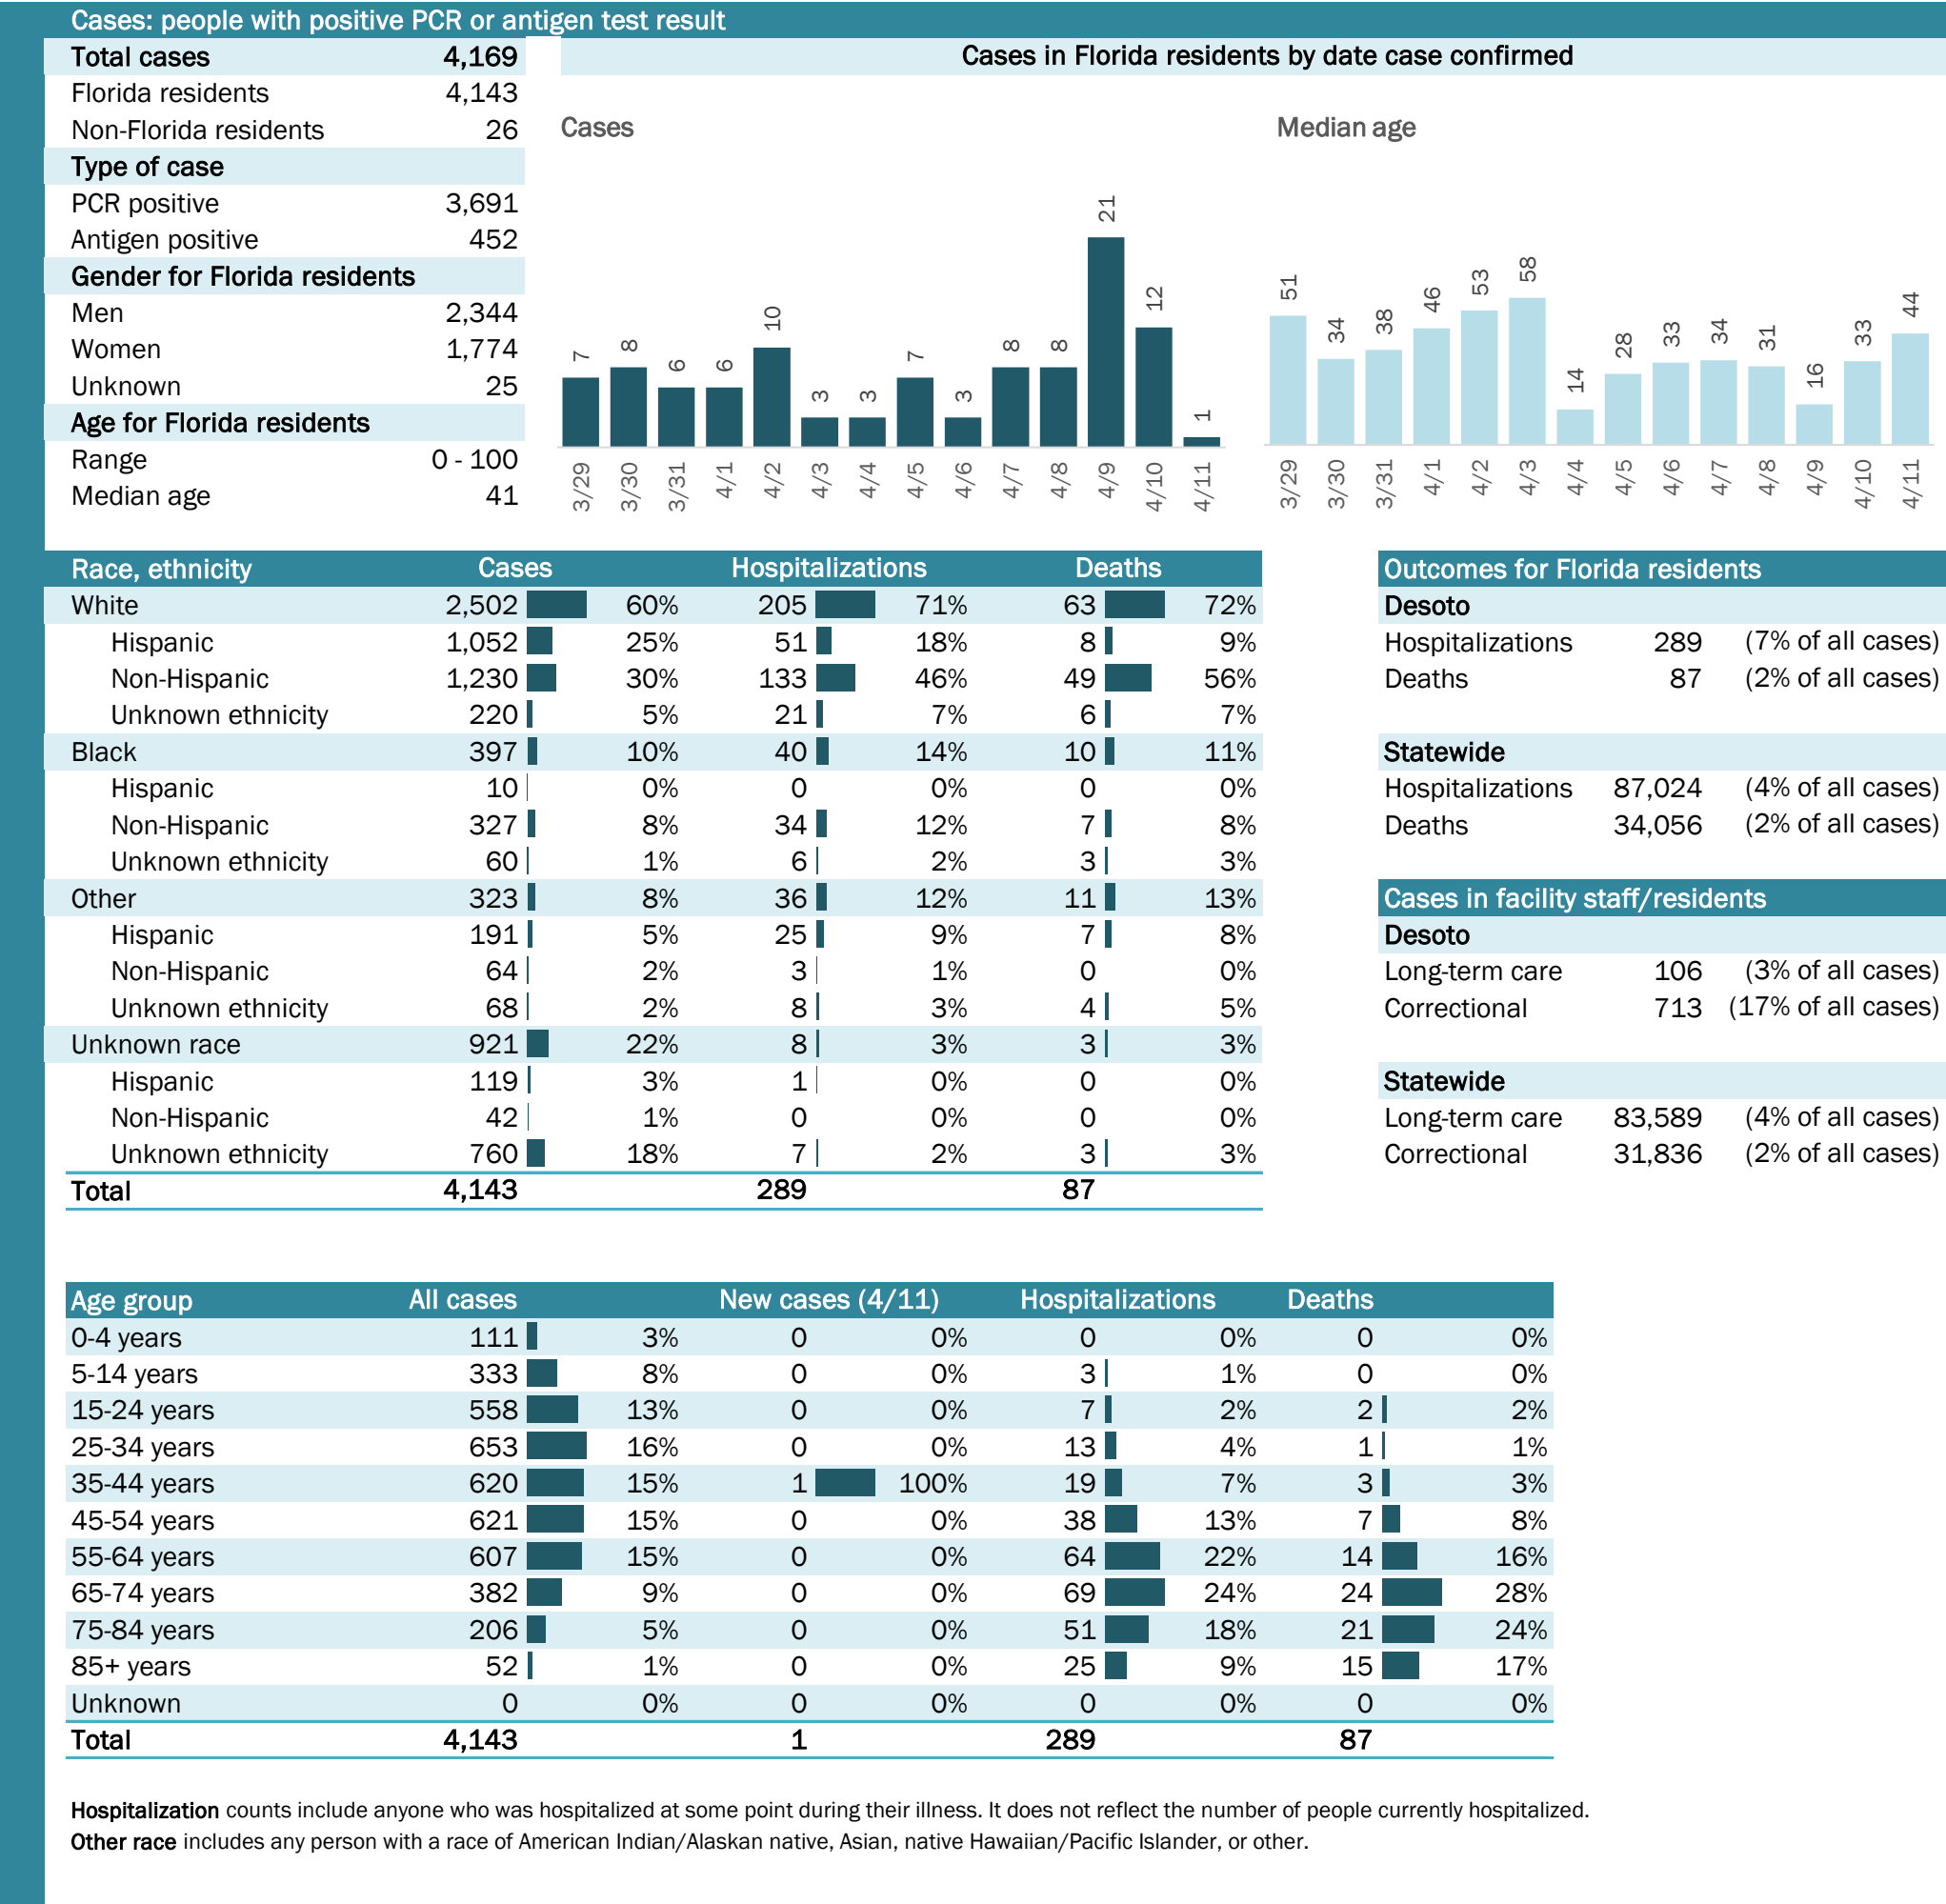 Cases: people with positive PCR or antigen test result
Total cases 4,169
Florida residents 4,143
Non-Florida residents 26
Type of case
PCR positive 3,691
Antigen positive 452
Gender for Florida residents
Men 2,344
Women 1,774
Unknown 25
Age for Florida residents
Range 0 - 100
Median age 41
Cases in Florida residents by date case confirmed
Cases
7 8 6 6 10 3 3 7 3 8 8 21 12 1
3/29 3/30 3/31 4/1 4/2 4/3 4/4 4/5 4/6 4/7 4/8 4/9 4/10 4/11
Median age
51 34 38 46 53 58 14 28 33 34 31 16 33 44
3/29 3/30 3/31 4/1 4/2 4/3 4/4 4/5 4/6 4/7 4/8 4/9 4/10 4/11
Race, ethnicity Cases Hospitalizations Deaths
White 2,502 60% 205 71% 63 72%
Hispanic 1,052 25% 51 18% 8 9%
Non-Hispanic 1,230 30% 133 46% 49 56%
Unknown ethnicity 220 5% 21 7% 6 7%
Black 397 10% 40 14% 10 11%
Hispanic 10 0% 0 0% 0 0%
Non-Hispanic 327 8% 34 12% 7 8%
Unknown ethnicity 60 1% 6 2% 3 3%
Other 323 8% 36 12% 11 13%
Hispanic 191 5% 25 9% 7 8%
Non-Hispanic 64 2% 3 1% 0 0%
Unknown ethnicity 68 2% 8 3% 4 5%
Unknown race 921 22% 8 3% 3 3%
Hispanic 119 3% 1 0% 0 0%
Non-Hispanic 42 1% 0 0% 0 0%
Unknown ethnicity 760 18% 7 2% 3 3%
Total 4,143 289 87
Outcomes for Florida residents
Desoto
Hospitalizations 289 (7% of all cases)
Deaths 87 (2% of all cases)
Statewide
Hospitalizations 87,024 (4% of all cases)
Deaths 34,056 (2% of all cases)
Cases in facility staff/residents
Desoto
Long-term care 106 (3% of all cases)
Correctional 713 (17% of all cases)
Statewide
Long-term care 83,589 (4% of all cases)
Correctional 31,836 (2% of all cases)
Age group All cases New cases (4/11) Hospitalizations Deaths
0-4 years 111 3% 0 0% 0 0% 0 0%
5-14 years 333 8% 0 0% 3 1% 0 0%
15-24 years 558 13% 0 0% 7 2% 2 2%
25-34 years 653 16% 0 0% 13 4% 1 1%
35-44 years 620 15% 1 100% 19 7% 3 3%
45-54 years 621 15% 0 0% 38 13% 7 8%
55-64 years 607 15% 0 0% 64 22% 14 16%
65-74 years 382 9% 0 0% 69 24% 24 28%
75-84 years 206 5% 0 0% 51 18% 21 24%
85+ years 52 1% 0 0% 25 9% 15 17%
Unknown 0 0% 0 0% 0 0% 0 0%
Total 4,143 1 289 87
Hospitalization counts include anyone who was hospitalized at some point during their illness. It does not reflect the number of people currently hospitalized.
Other race includes any person with a race of American Indian/Alaskan native, Asian, native Hawaiian/Pacific Islander, or other.